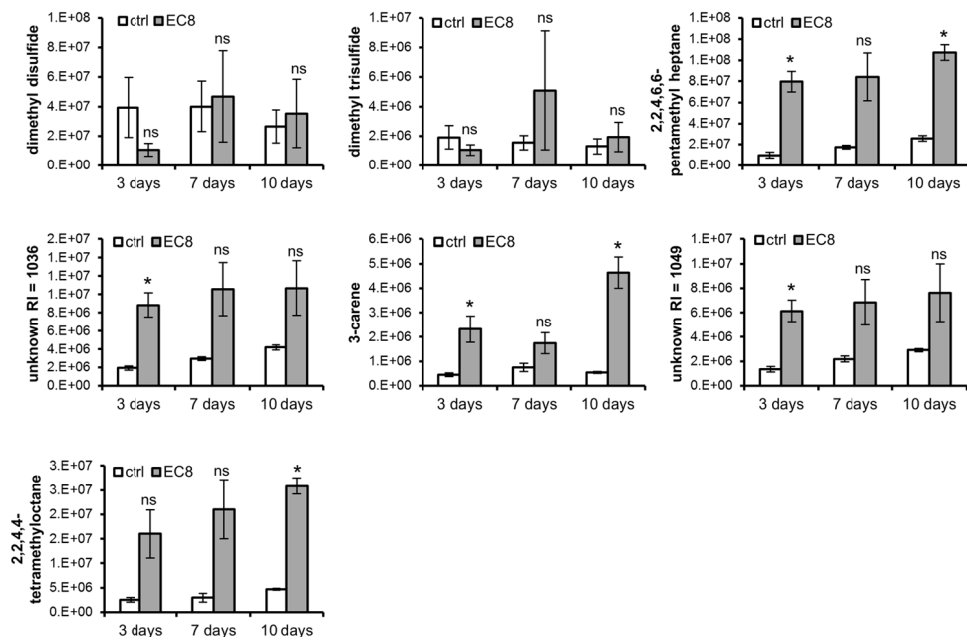 ctrl EC8
dimethyl disulfide
1.E+08
8.E+07
6.E+07
4.E+07
2.E+07
0.E+00
ns
ns
ns
3 days 7 days 10 days
ctrl EC8
dimethyl trisulfide
1.E+07
8.E+06
6.E+06
4.E+06
2.E+06
0.E+00
ns
ns
ns
3 days 7 days 10 days
ctrl EC8
2,2,4,6,6-
pentamethyl heptane
1.E+08
1.E+08
8.E+07
6.E+07
4.E+07
2.E+07
0.E+00
*
ns
*
3 days 7 days 10 days
ctrl EC8
unknown RI = 1036
2.E+07
1.E+07
1.E+07
1.E+07
8.E+06
6.E+06
4.E+06
2.E+06
0.E+00
*
ns
ns
3 days 7 days 10 days
ctrl EC8
3-carene
6.E+06
5.E+06
4.E+06
3.E+06
2.E+06
1.E+06
0.E+00
*
ns
*
3 days 7 days 10 days
ctrl EC8
unknown RI = 1049
1.E+07
1.E+07
8.E+06
6.E+06
4.E+06
2.E+06
0.E+00
*
ns
ns
3 days 7 days 10 days
ctrl EC8
2,2,4,4-
tetramethyloctane
3.E+07
3.E+07
2.E+07
2.E+07
1.E+07
5.E+06
0.E+00
ns
ns
*
3 days 7 days 10 days